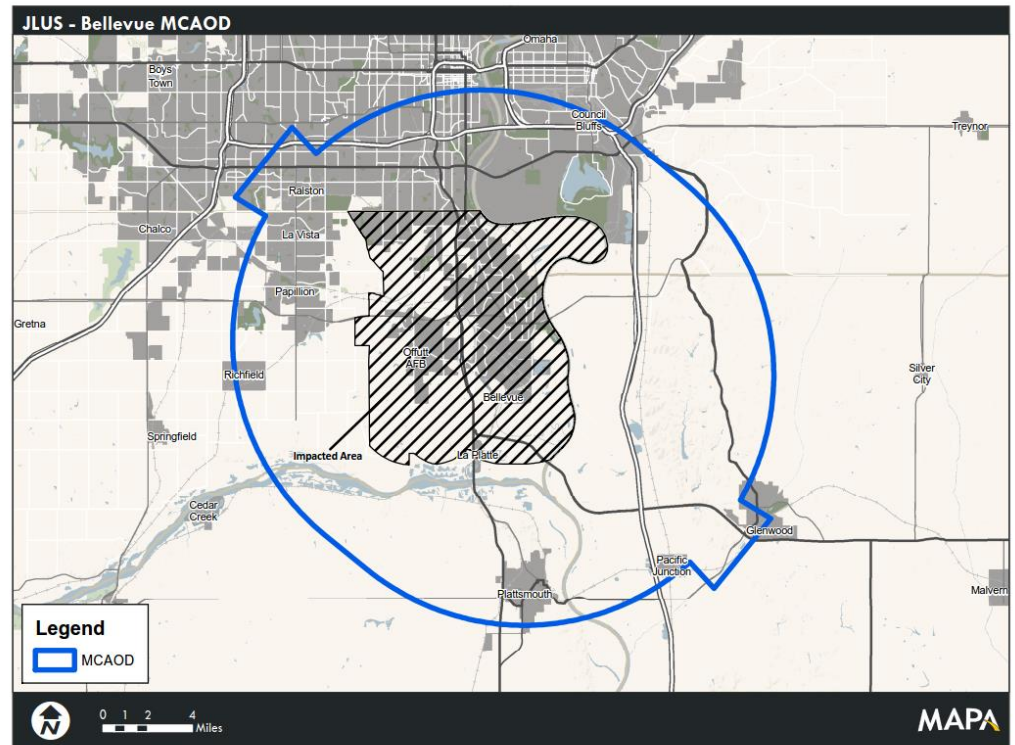 JLUS - Bellevue MCAOD
Omaha
Boys
Town
Council
Bluffs
Treynor
Ralston
Chalco
La Vista
Papillion
Gretna
Offutt
AFB
Richfield
Silver
City
Bellevue
Springfield
Impacted Area
La Platte
Cedar
Creek
Glenwood
Pacific
Junction
Plattsmouth
Malvern
Legend
MCAOD
N
0 1 2 4
Miles
MAPA